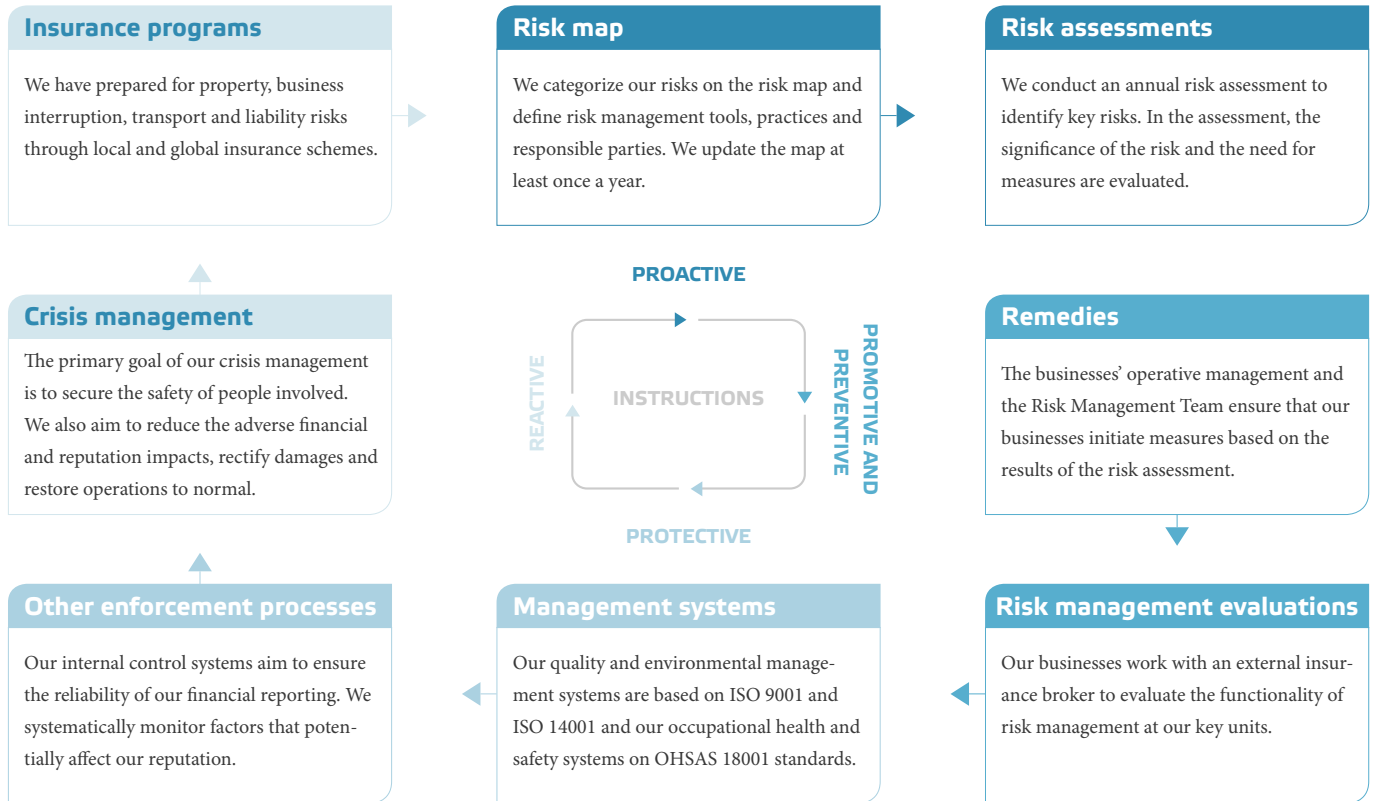 Insurance programs
We have prepared for property, business
interruption, transport and liability risks
through local and global insurance schemes.
Risk map
We categorize our risks on the risk map and
define risk management tools, practices and
responsible parties. We update the map at
least once a year.
Risk assessments
We conduct an annual risk assessment to
identify key risks. In the assessment, the
significance of the risk and the need for
measures are evaluated.
Crisis management
The primary goal of our crisis management
is to secure the safety of people involved.
We also aim to reduce the adverse financial
and reputation impacts, rectify damages and
restore operations to normal.
PROACTIVE
REACTIVE
INSTRUCTIONS
PROMOTIVE AND
PREVENTIVE
PROTECTIVE
Remedies
The businesses’ operative management and
the Risk Management Team ensure that our
businesses initiate measures based on the
results of the risk assessment.
Other enforcement processes
Our internal control systems aim to ensure
the reliability of our financial reporting. We
systematically monitor factors that poten-
tially affect our reputation.
Management systems
Our quality and environmental manage-
ment systems are based on ISO 9001 and
ISO 14001 and our occupational health and
safety systems on OHSAS 18001 standards.
Risk management evaluations
Our businesses work with an external insur-
ance broker to evaluate the functionality of
risk management at our key units.